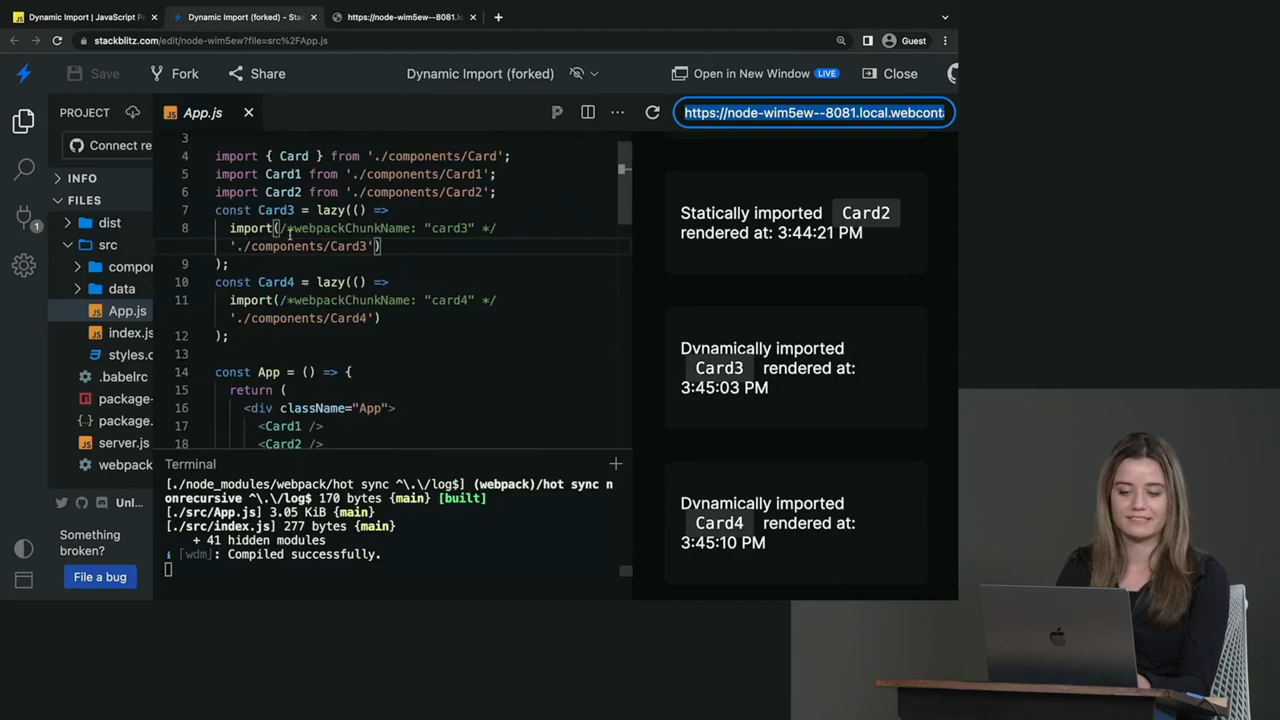 Dynamic Import | JavaScript P
Dynamic Import (forked) - St
https://node-wim5ew--8081.lo
stackblitz.com/edit/node-wim5ew?file=src%2FApp.js
Guest
Save
Fork
Share
Dynamic Import (forked)
Open in New Window LIVE
Close
PROJECT
App.js
https://node-wim5ew--8081.local.webconta
Connect re
INFO
FILES
dist
src
compor
data
App.js
index.js
styles.c
.babelrc
package-
package.
server.js
webpack
Unl...
Something
broken?
File a bug
1
3
4 import { Card } from './components/Card';
5 import Card1 from './components/Card1';
6 import Card2 from './components/Card2';
7 const Card3 = lazy(() =>
8 import(/*webpackChunkName: "card3" */
'./components/Card3')
9 );
10 const Card4 = lazy(() =>
11 import(/*webpackChunkName: "card4" */
'./components/Card4')
12 );
13
14 const App = () => {
15 return (
16 <div className="App">
17 <Card1 />
18 <Card2 />
Terminal
[./node_modules/webpack/hot sync ^\.\/log$] (webpack)/hot sync n
onrecursive ^\.\/log$ 170 bytes {main} [built]
[./src/App.js] 3.05 KiB {main}
[./src/index.js] 277 bytes {main}
+ 41 hidden modules
i ｢wdm｣: Compiled successfully.
Statically imported Card2
rendered at: 3:44:21 PM
Dynamically imported
Card3 rendered at:
3:45:03 PM
Dynamically imported
Card4 rendered at:
3:45:10 PM